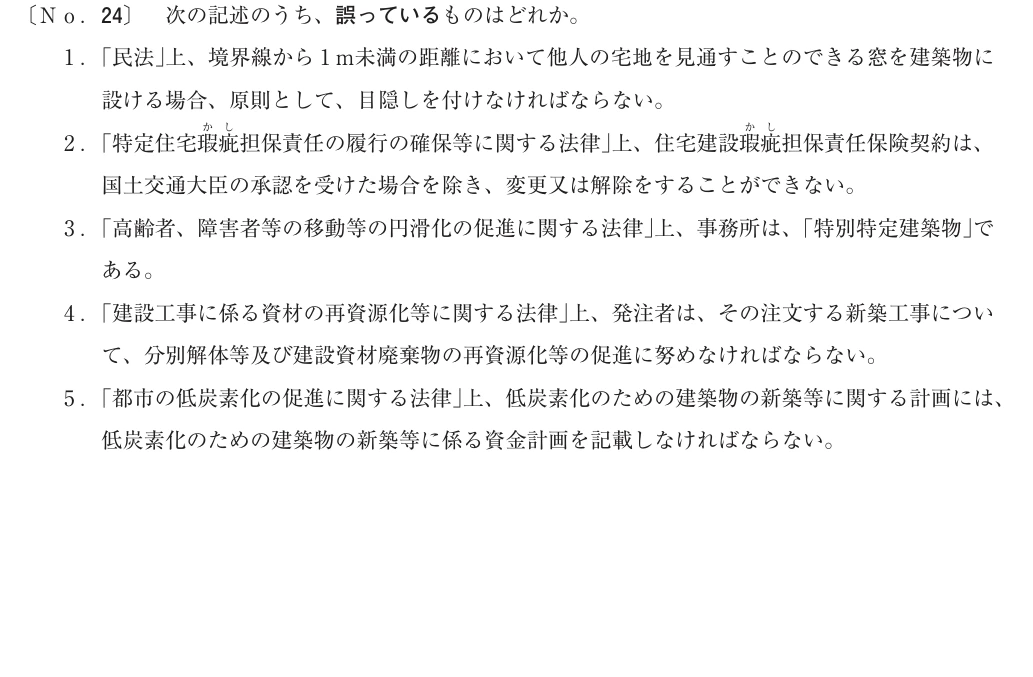 〔Ｎｏ．24〕　次の記述のうち、誤っているものはどれか。
1．「民法」上、境界線から１ｍ未満の距離において他人の宅地を見通すことのできる窓を建築物に
設ける場合、原則として、目隠しを付けなければならない。
かし　かし
2．「特定住宅瑕疵担保責任の履行の確保等に関する法律」上、住宅建設瑕疵担保責任保険契約は、
国土交通大臣の承認を受けた場合を除き、変更又は解除をすることができない。
3．「高齢者、障害者等の移動等の円滑化の促進に関する法律」上、事務所は、「特別特定建築物」で
ある。
4．「建設工事に係る資材の再資源化等に関する法律」上、発注者は、その注文する新築工事につい
て、分別解体等及び建設資材廃棄物の再資源化等の促進に努めなければならない。
5．「都市の低炭素化の促進に関する法律」上、低炭素化のための建築物の新築等に関する計画には、
低炭素化のための建築物の新築等に係る資金計画を記載しなければならない。